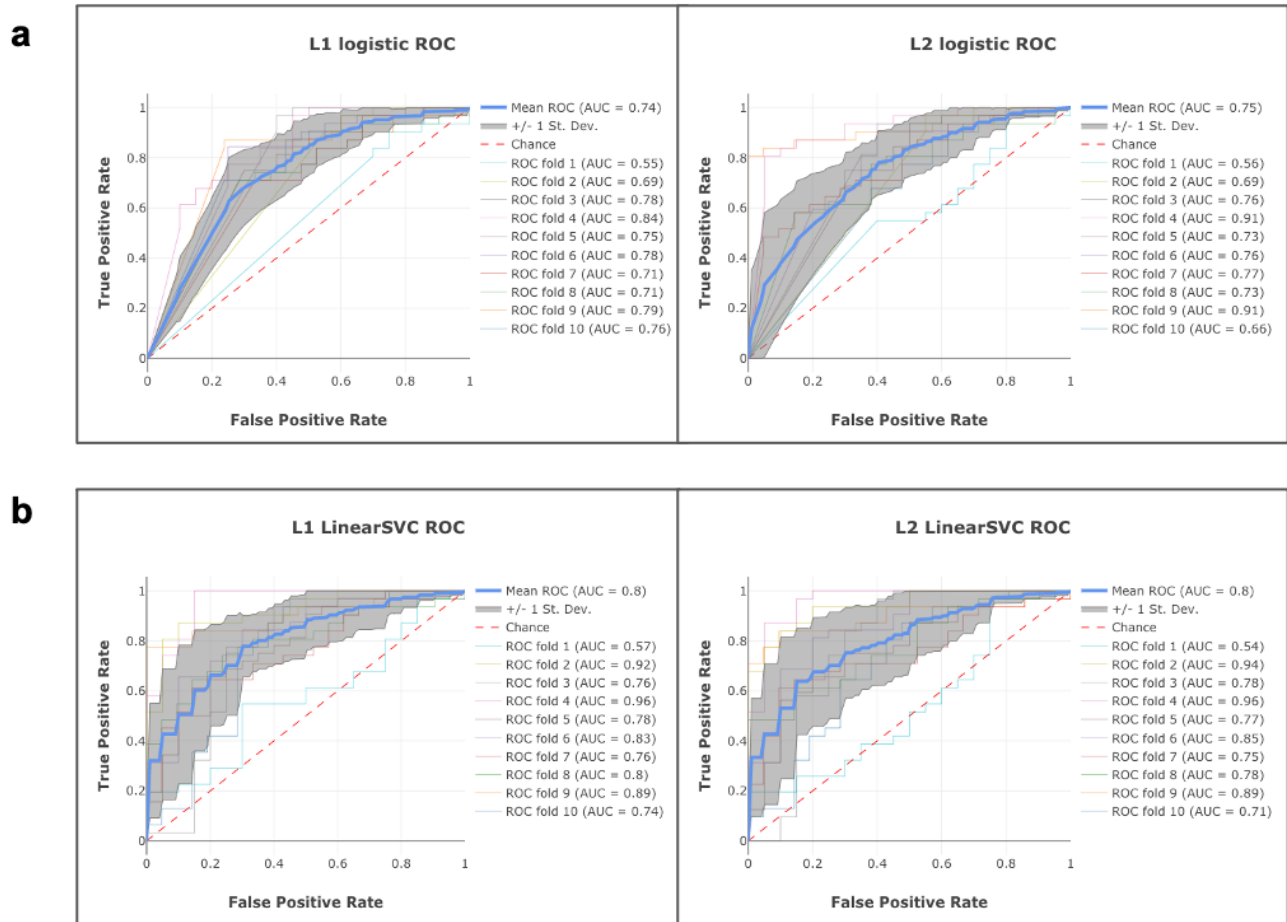 a
L1 logistic ROC
True Positive Rate
1
0.8
0.6
0.4
0.2
0
0
0.2
0.4
0.6
0.8
1
False Positive Rate
Mean ROC (AUC = 0.74)
+/- 1 St. Dev.
Chance
ROC fold 1 (AUC = 0.55)
ROC fold 2 (AUC = 0.69)
ROC fold 3 (AUC = 0.78)
ROC fold 4 (AUC = 0.84)
ROC fold 5 (AUC = 0.75)
ROC fold 6 (AUC = 0.78)
ROC fold 7 (AUC = 0.71)
ROC fold 8 (AUC = 0.71)
ROC fold 9 (AUC = 0.79)
ROC fold 10 (AUC = 0.76)
L2 logistic ROC
True Positive Rate
1
0.8
0.6
0.4
0.2
0
0
0.2
0.4
0.6
0.8
1
False Positive Rate
Mean ROC (AUC = 0.75)
+/- 1 St. Dev.
Chance
ROC fold 1 (AUC = 0.56)
ROC fold 2 (AUC = 0.69)
ROC fold 3 (AUC = 0.76)
ROC fold 4 (AUC = 0.91)
ROC fold 5 (AUC = 0.73)
ROC fold 6 (AUC = 0.76)
ROC fold 7 (AUC = 0.77)
ROC fold 8 (AUC = 0.73)
ROC fold 9 (AUC = 0.91)
ROC fold 10 (AUC = 0.66)
b
L1 LinearSVC ROC
True Positive Rate
1
0.8
0.6
0.4
0.2
0
0
0.2
0.4
0.6
0.8
1
False Positive Rate
Mean ROC (AUC = 0.8)
+/- 1 St. Dev.
Chance
ROC fold 1 (AUC = 0.57)
ROC fold 2 (AUC = 0.92)
ROC fold 3 (AUC = 0.76)
ROC fold 4 (AUC = 0.96)
ROC fold 5 (AUC = 0.78)
ROC fold 6 (AUC = 0.83)
ROC fold 7 (AUC = 0.76)
ROC fold 8 (AUC = 0.8)
ROC fold 9 (AUC = 0.89)
ROC fold 10 (AUC = 0.74)
L2 LinearSVC ROC
True Positive Rate
1
0.8
0.6
0.4
0.2
0
0
0.2
0.4
0.6
0.8
1
False Positive Rate
Mean ROC (AUC = 0.8)
+/- 1 St. Dev.
Chance
ROC fold 1 (AUC = 0.54)
ROC fold 2 (AUC = 0.94)
ROC fold 3 (AUC = 0.78)
ROC fold 4 (AUC = 0.96)
ROC fold 5 (AUC = 0.77)
ROC fold 6 (AUC = 0.85)
ROC fold 7 (AUC = 0.75)
ROC fold 8 (AUC = 0.78)
ROC fold 9 (AUC = 0.89)
ROC fold 10 (AUC = 0.71)